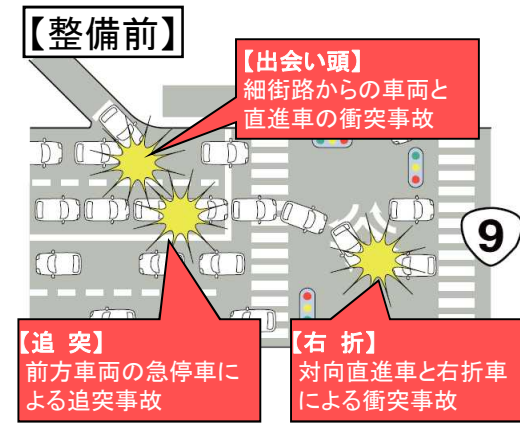 【整備前】
【出会い頭】
細街路からの車両と
直進車の衝突事故
9
【追 突】
前方車両の急停車に
よる追突事故
【右 折】
対向直進車と右折車
による衝突事故